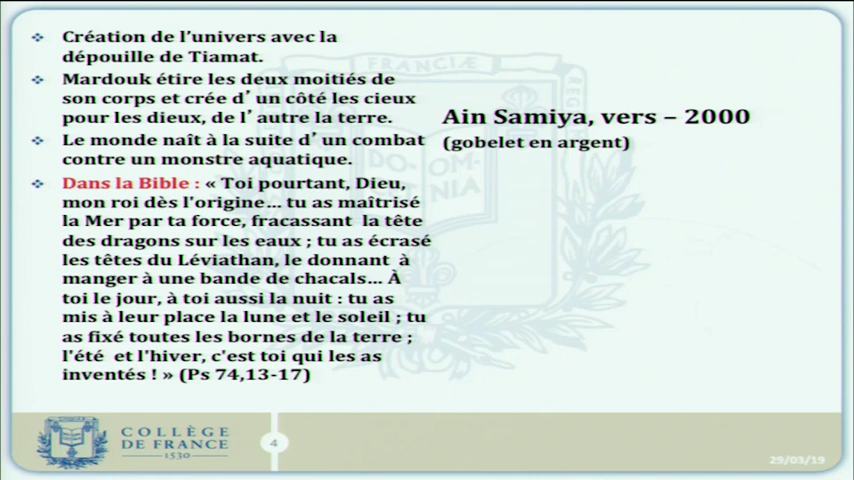 ❖ Création de l'univers avec la
dépouille de Tiamat.
❖ Mardouk étire les deux moitiés de
son corps et crée d' un côté les cieux
pour les dieux, de l' autre la terre.
❖ Le monde naît à la suite d' un combat
contre un monstre aquatique.
❖ Dans la Bible : « Toi pourtant, Dieu,
mon roi dès l'origine… tu as maîtrisé
la Mer par ta force, fracassant la tête
des dragons sur les eaux ; tu as écrasé
les têtes du Léviathan, le donnant à
manger à une bande de chacals… À
toi le jour, à toi aussi la nuit : tu as
mis à leur place la lune et le soleil ; tu
as fixé toutes les bornes de la terre ;
l'été et l'hiver, c'est toi qui les as
inventés ! » (Ps 74,13-17)
Ain Samiya, vers – 2000
(gobelet en argent)
FRANCIÆ
DO-OM-
NIA
COLLÈGE
DE FRANCE
1530
4
29/03/19